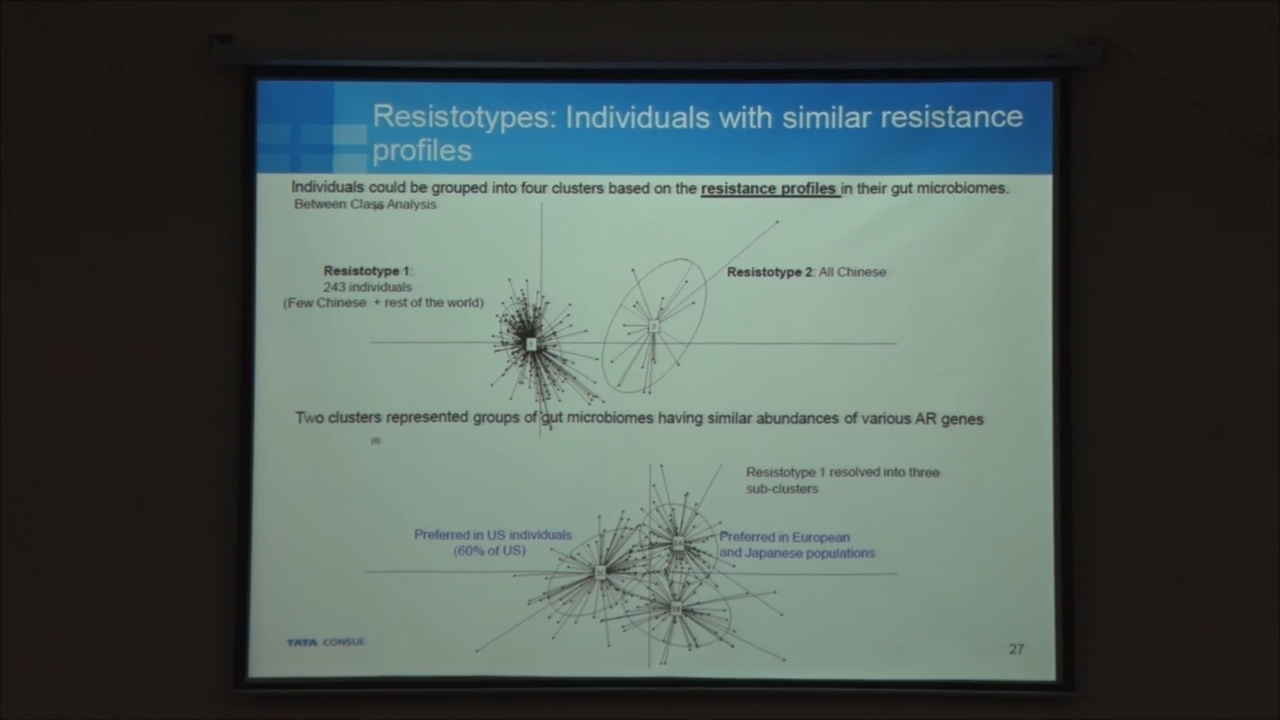 Resistotypes: Individuals with similar resistance
profiles
Individuals could be grouped into four clusters based on the resistance profiles in their gut microbiomes.
Between Class Analysis
Resistotype 1:
243 individuals
(Few Chinese + rest of the world)
Resistotype 2: All Chinese
1
2
Two clusters represented groups of gut microbiomes having similar abundances of various AR genes
Resistotype 1 resolved into three
sub-clusters
Preferred in US individuals
(60% of US)
Preferred in European
and Japanese populations
TATA CONSUL
27